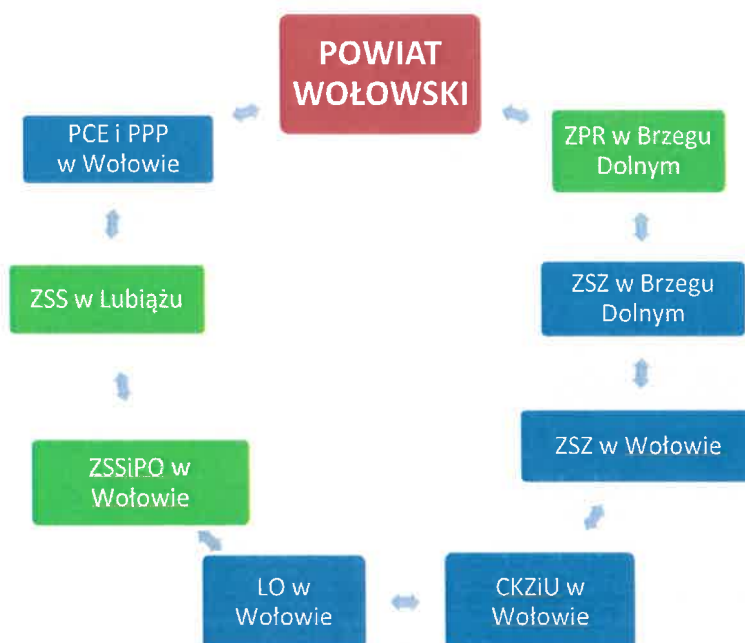 POWIAT
WOŁOWSKI
ZPR w Brzegu
Dolnym
ZSZ w Brzegu
Dolnym
ZSZ w Wołowie
CKZiU w
Wołowie
LO w
Wołowie
ZSSiPO w
Wołowie
ZSS w Lubiążu
PCE i PPP
w Wołowie